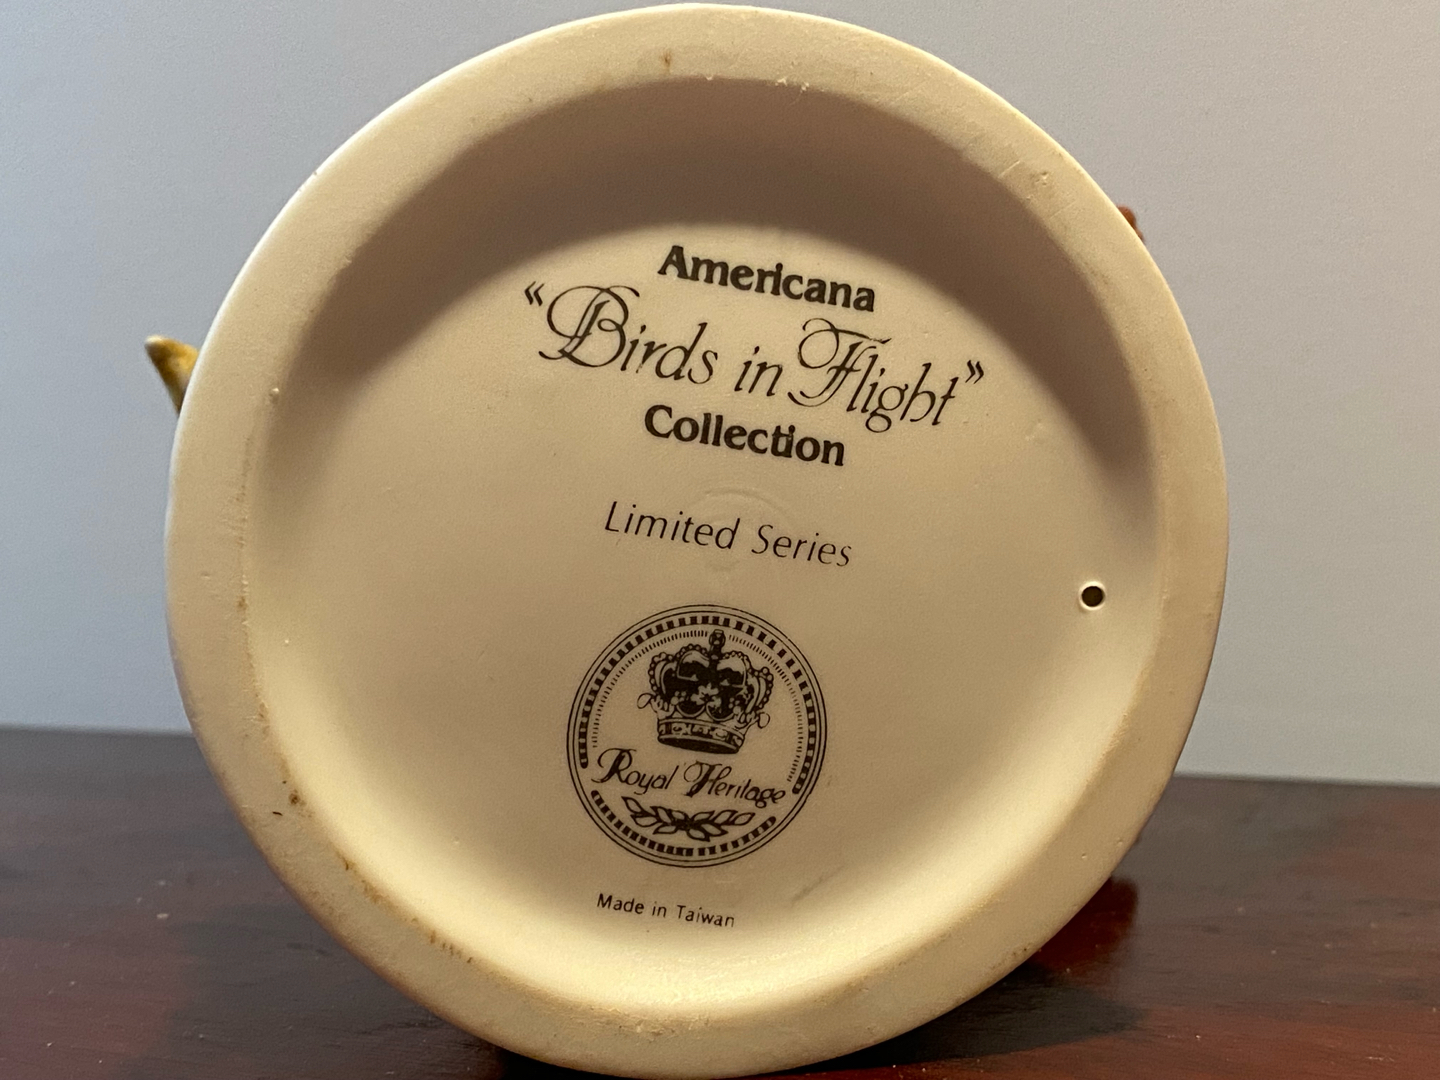 Americana
“Birds in Flight”
Collection
Limited Series
Royal Heritage
Made in Taiwan